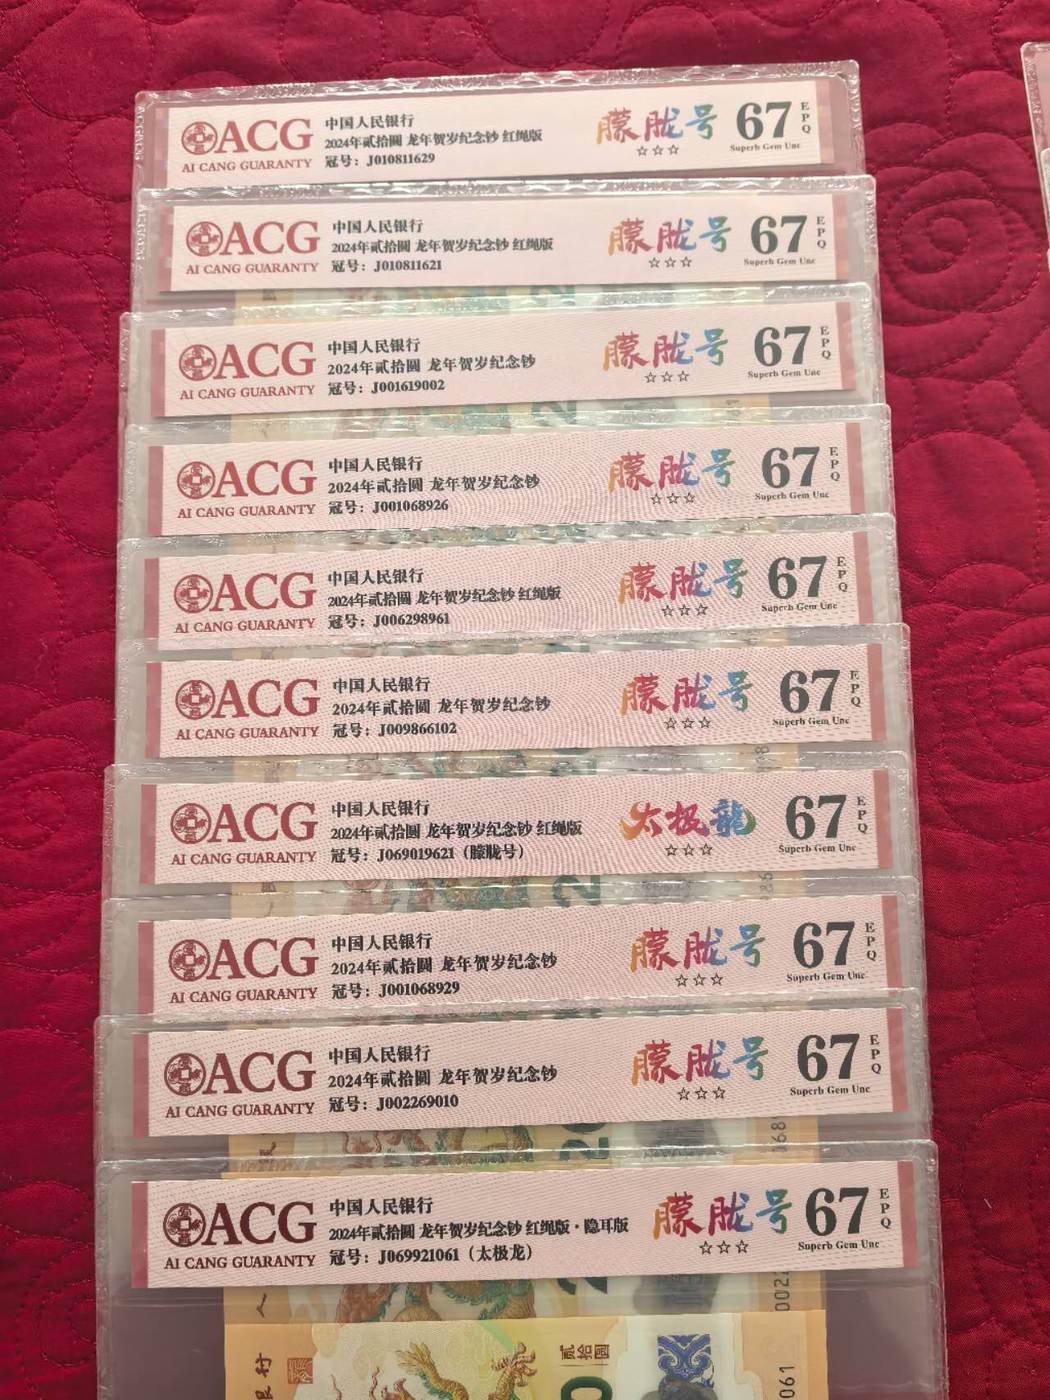 ACG
AI CANG GUARANTY
中国人民银行
2024年贰拾圆 龙年贺岁纪念钞 红绳版
冠号：J010811629
朦胧号
☆☆☆
67
EPQ
Superb Gem Unc
ACG
AI CANG GUARANTY
中国人民银行
2024年贰拾圆 龙年贺岁纪念钞 红绳版
冠号：J010811621
朦胧号
☆☆☆
67
EPQ
Superb Gem Unc
ACG
AI CANG GUARANTY
中国人民银行
2024年贰拾圆 龙年贺岁纪念钞
冠号：J001619002
朦胧号
☆☆☆
67
EPQ
Superb Gem Unc
ACG
AI CANG GUARANTY
中国人民银行
2024年贰拾圆 龙年贺岁纪念钞
冠号：J001068926
朦胧号
☆☆☆
67
EPQ
Superb Gem Unc
ACG
AI CANG GUARANTY
中国人民银行
2024年贰拾圆 龙年贺岁纪念钞 红绳版
冠号：J006298961
朦胧号
☆☆☆
67
EPQ
Superb Gem Unc
ACG
AI CANG GUARANTY
中国人民银行
2024年贰拾圆 龙年贺岁纪念钞
冠号：J009866102
朦胧号
☆☆☆
67
EPQ
Superb Gem Unc
ACG
AI CANG GUARANTY
中国人民银行
2024年贰拾圆 龙年贺岁纪念钞 红绳版
冠号：J069019621（朦胧号）
太极龍
☆☆☆
67
EPQ
Superb Gem Unc
ACG
AI CANG GUARANTY
中国人民银行
2024年贰拾圆 龙年贺岁纪念钞
冠号：J001068929
朦胧号
☆☆☆
67
EPQ
Superb Gem Unc
ACG
AI CANG GUARANTY
中国人民银行
2024年贰拾圆 龙年贺岁纪念钞
冠号：J002269010
朦胧号
☆☆☆
67
EPQ
Superb Gem Unc
ACG
AI CANG GUARANTY
中国人民银行
2024年贰拾圆 龙年贺岁纪念钞 红绳版·隐耳版
冠号：J069921061（太极龙）
朦胧号
☆☆☆
67
EPQ
Superb Gem Unc
银行
贰拾圆
061